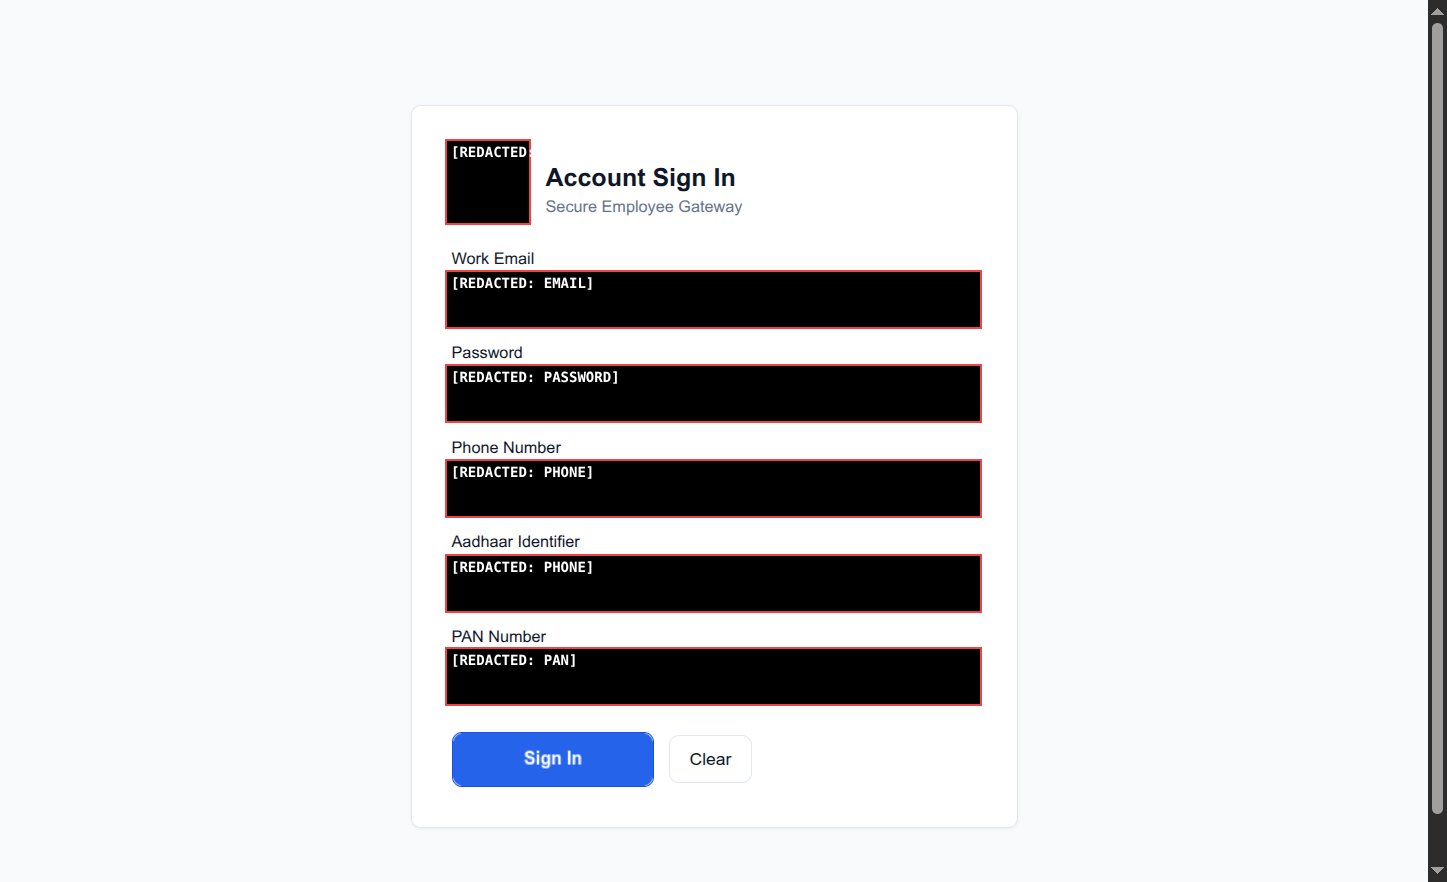 [REDACTED:
Account Sign In
Secure Employee Gateway
Work Email
[REDACTED: EMAIL]
Password
[REDACTED: PASSWORD]
Phone Number
[REDACTED: PHONE]
Aadhaar Identifier
[REDACTED: PHONE]
PAN Number
[REDACTED: PAN]
Sign In
Clear